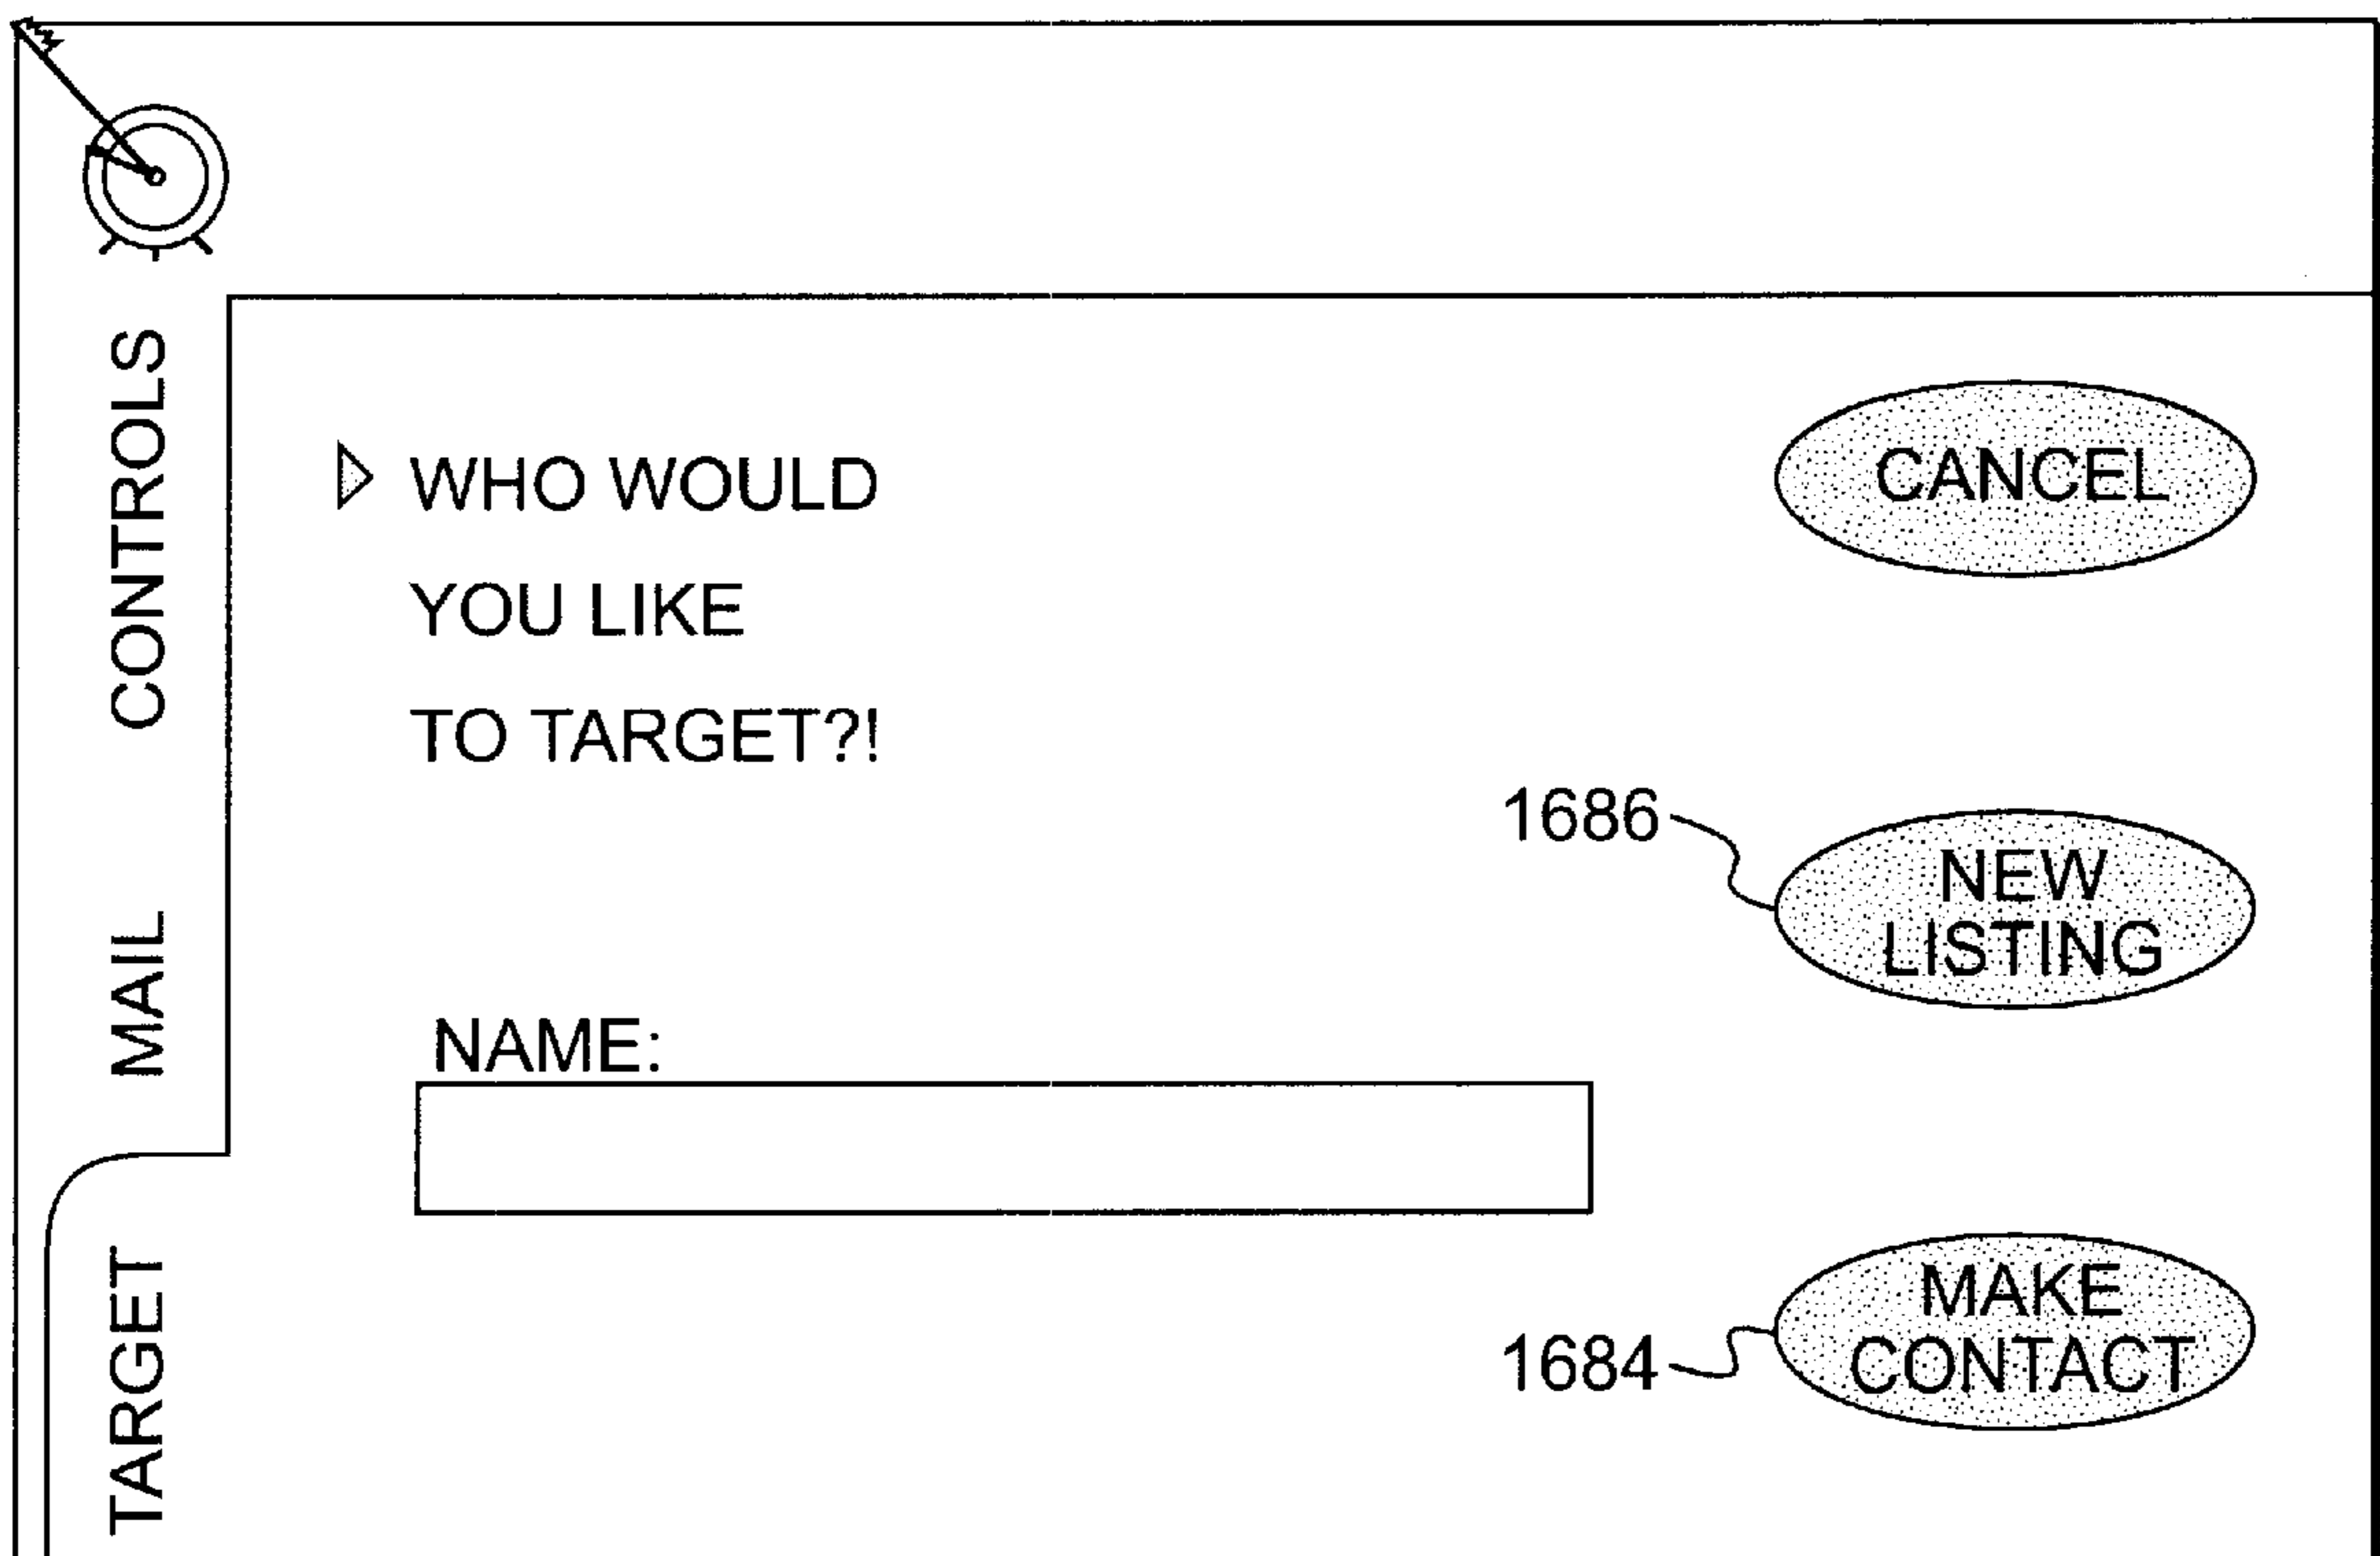 CONTROLS
MAIL
TARGET
WHO WOULD
YOU LIKE
TO TARGET?!
NAME:
CANCEL
1686
NEW
LISTING
1684
MAKE
CONTACT